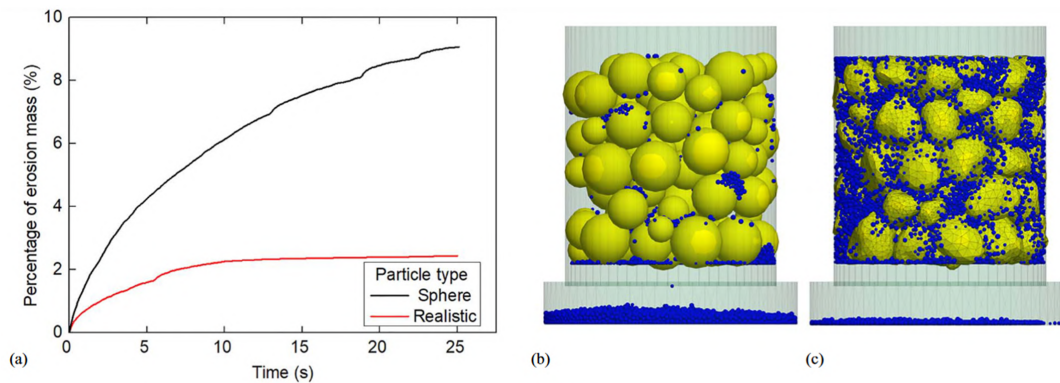 10
8
6
4
2
0
Percentage of erosion mass (%)
Particle type
Sphere
Realistic
0 5 10 15 20 25
Time (s)
(a)
(b)
(c)